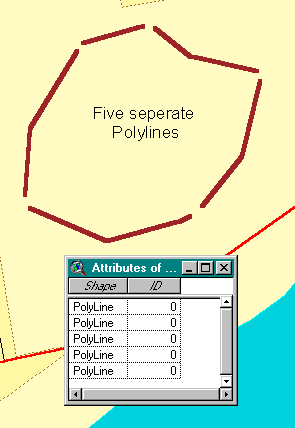 Five seperate
Polylines
Attributes of ...
Shape ID
PolyLine 0
PolyLine 0
PolyLine 0
PolyLine 0
PolyLine 0